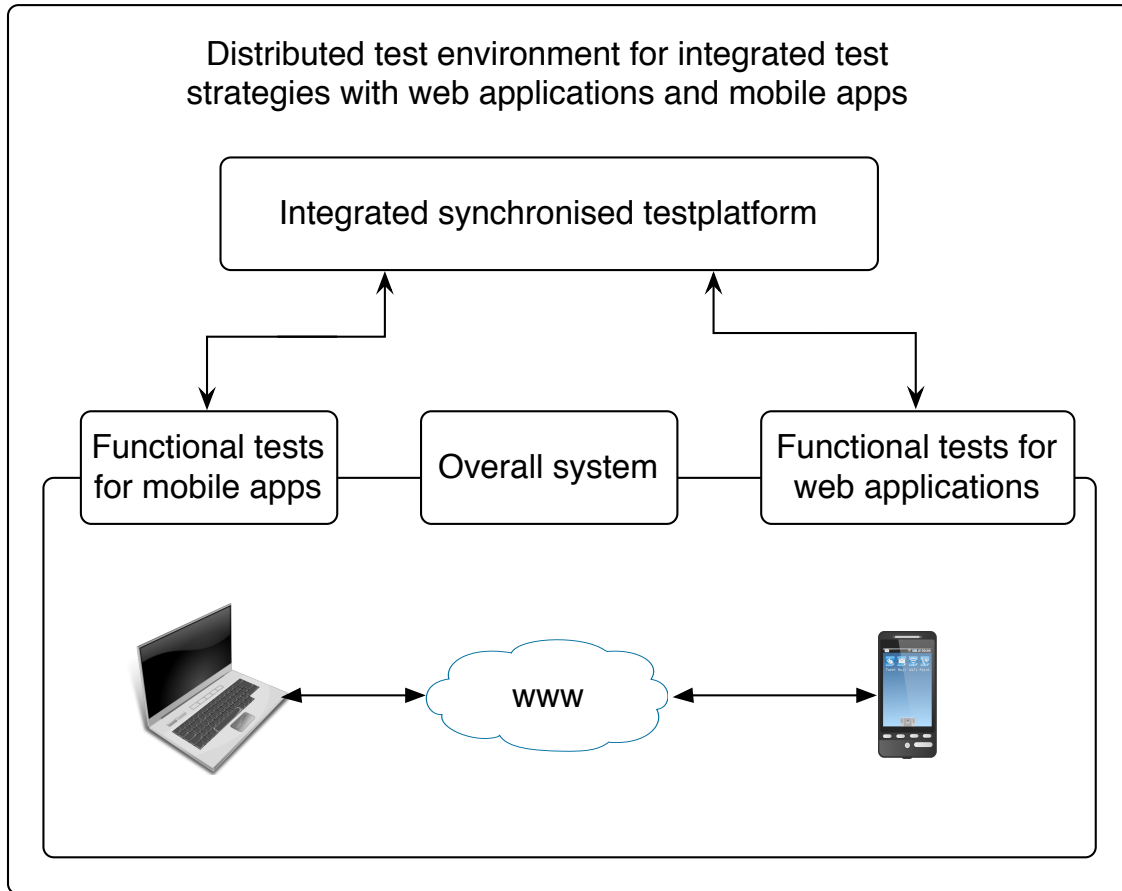 Distributed test environment for integrated test
strategies with web applications and mobile apps
Integrated synchronised testplatform
Functional tests
for mobile apps
Overall system
Functional tests for
web applications
www